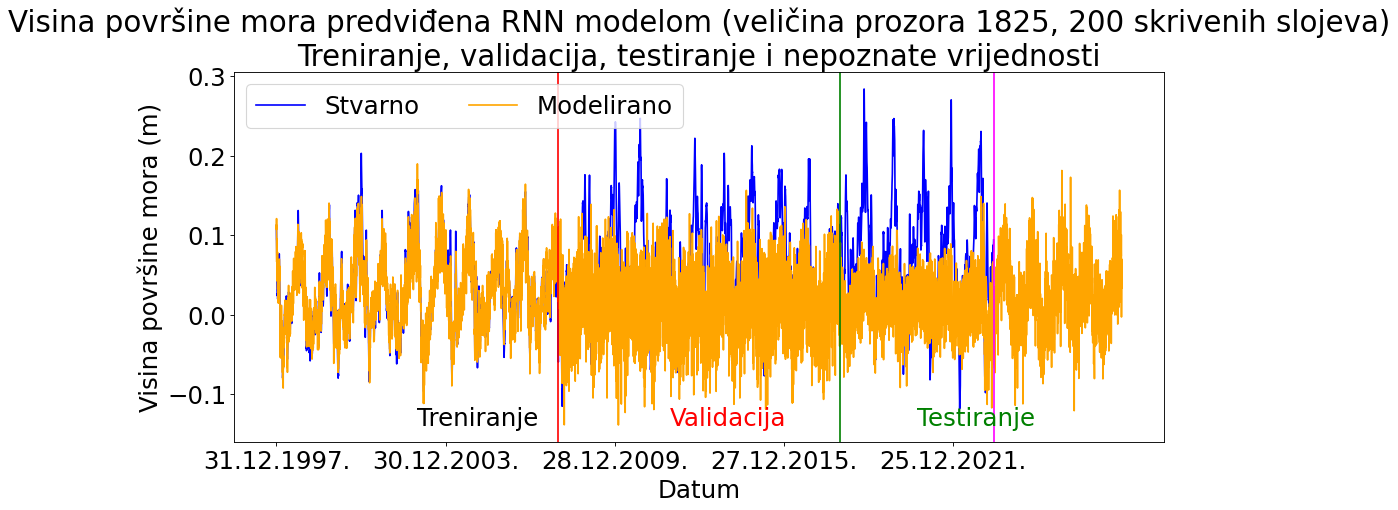 Visina površine mora predviđena RNN modelom (veličina prozora 1825, 200 skrivenih slojeva)
Treniranje, validacija, testiranje i nepoznate vrijednosti
Stvarno Modelirano
Visina površine mora (m)
0.3
0.2
0.1
0.0
−0.1
Treniranje Validacija Testiranje
31.12.1997. 30.12.2003. 28.12.2009. 27.12.2015. 25.12.2021.
Datum